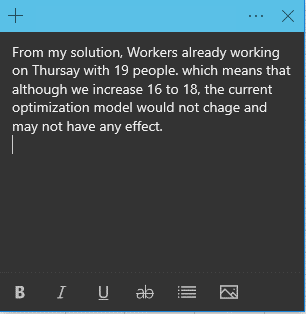 From my solution, Workers already working
on Thursay with 19 people. which means that
although we increase 16 to 18, the current
optimization model would not chage and
may not have any effect.
B I U ab